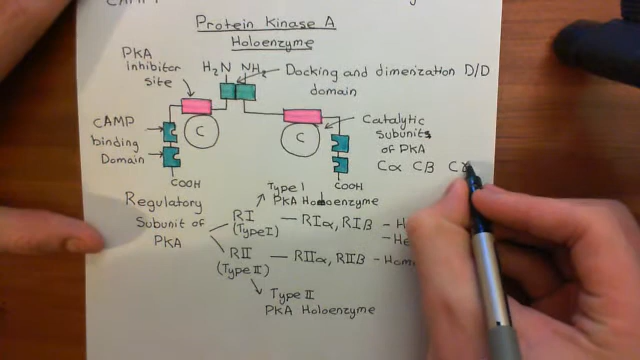 Protein Kinase A
Holoenzyme
PKA
Inhibitor
site
H₂N NH₂
Docking and dimerization D/D
domain
CAMP
binding
Domain
C
C
Catalytic
Subunits
of PKA
Cα Cβ
COOH
COOH
Regulatory
Subunit of
PKA
Type I
PKA Holoenzyme
RI
(Type I)
RIα, RIβ
RII
(Type II)
RIIα, RIIβ
Type II
PKA Holoenzyme